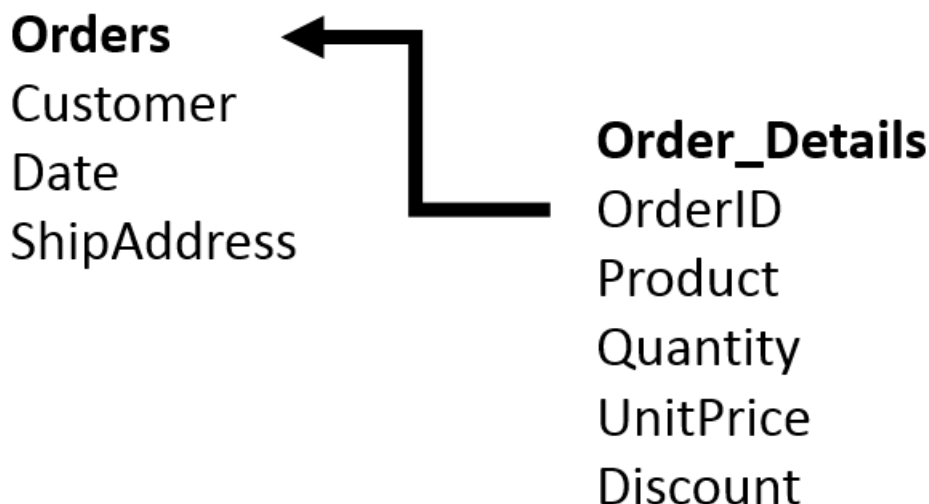 Orders
Customer
Date
ShipAddress
Order_Details
OrderID
Product
Quantity
UnitPrice
Discount